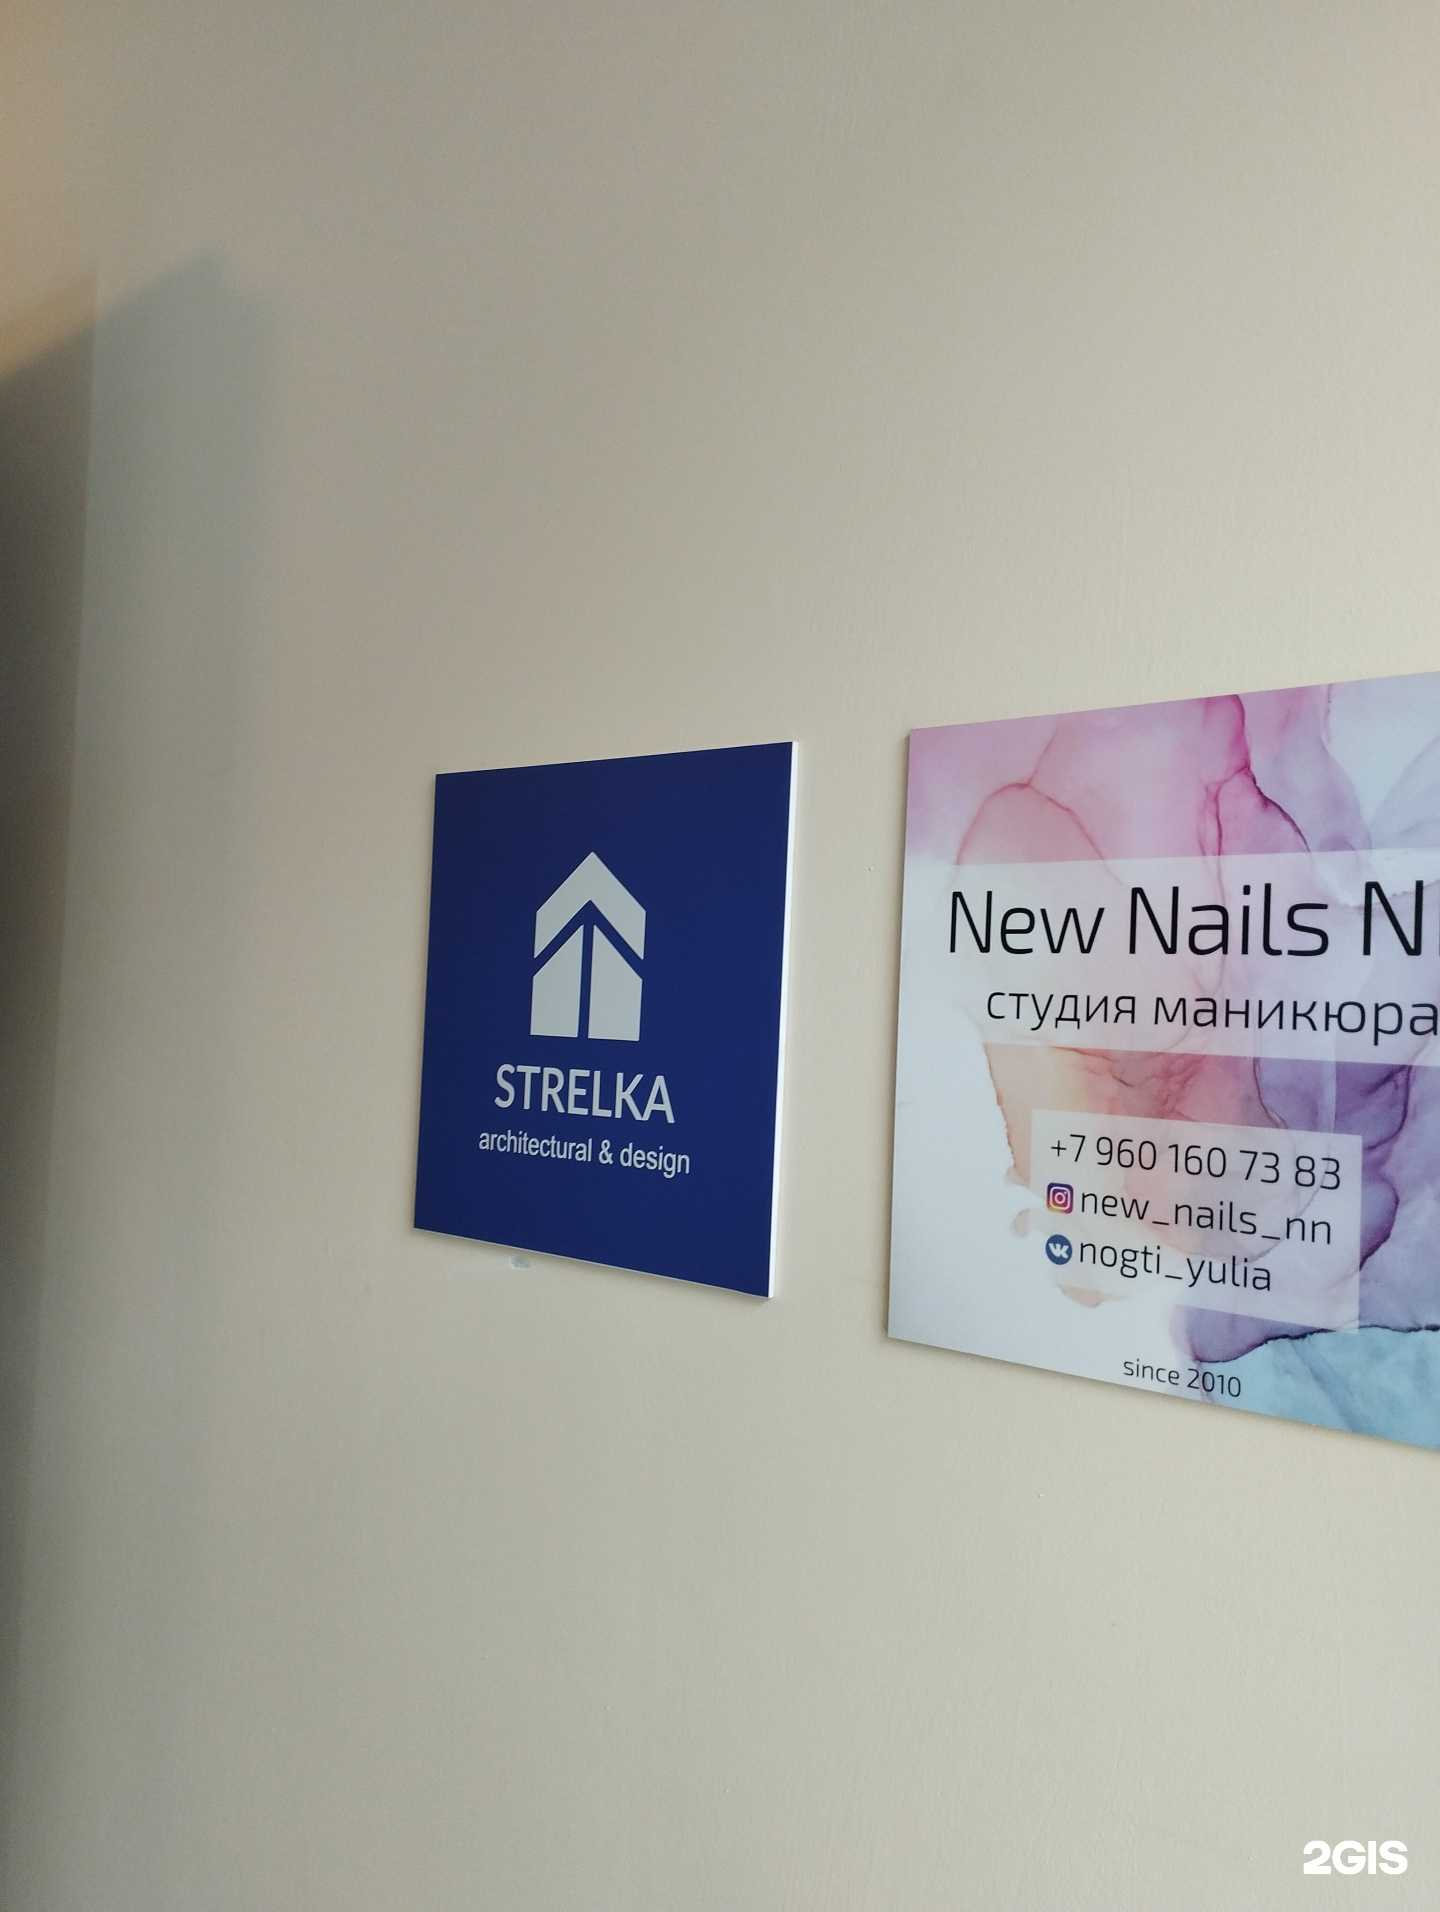 STRELKA
architectural & design
New Nails
студия маникюра
+7 960 160 73 83
new_nails_nn
nogti_yulia
since 2010
2GIS